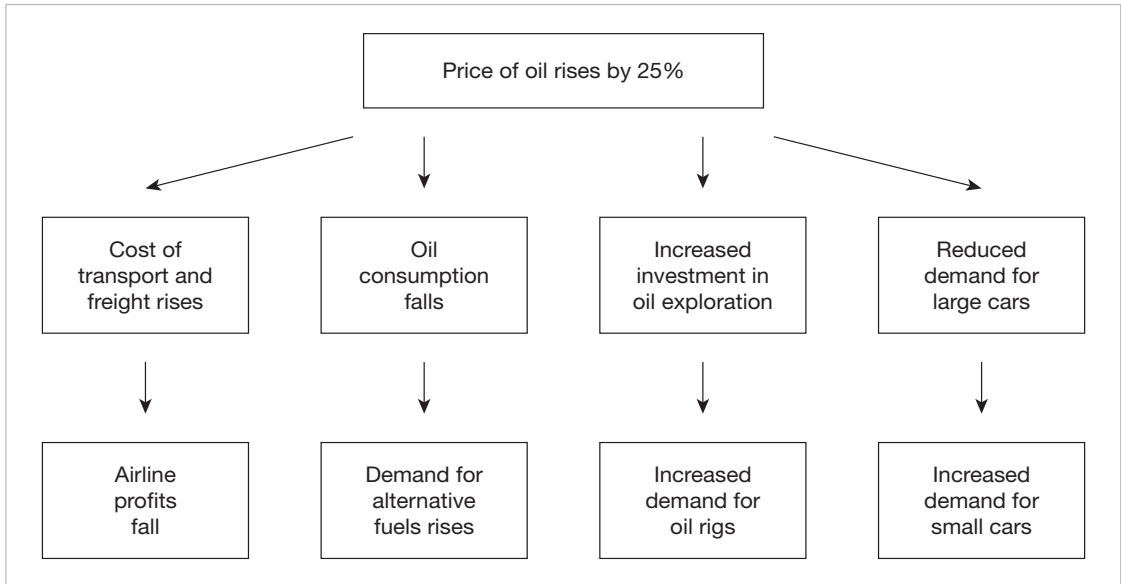 Price of oil rises by 25%
Cost of
transport and
freight rises
Oil
consumption
falls
Increased
investment in
oil exploration
Reduced
demand for
large cars
Airline
profits
fall
Demand for
alternative
fuels rises
Increased
demand for
oil rigs
Increased
demand for
small cars